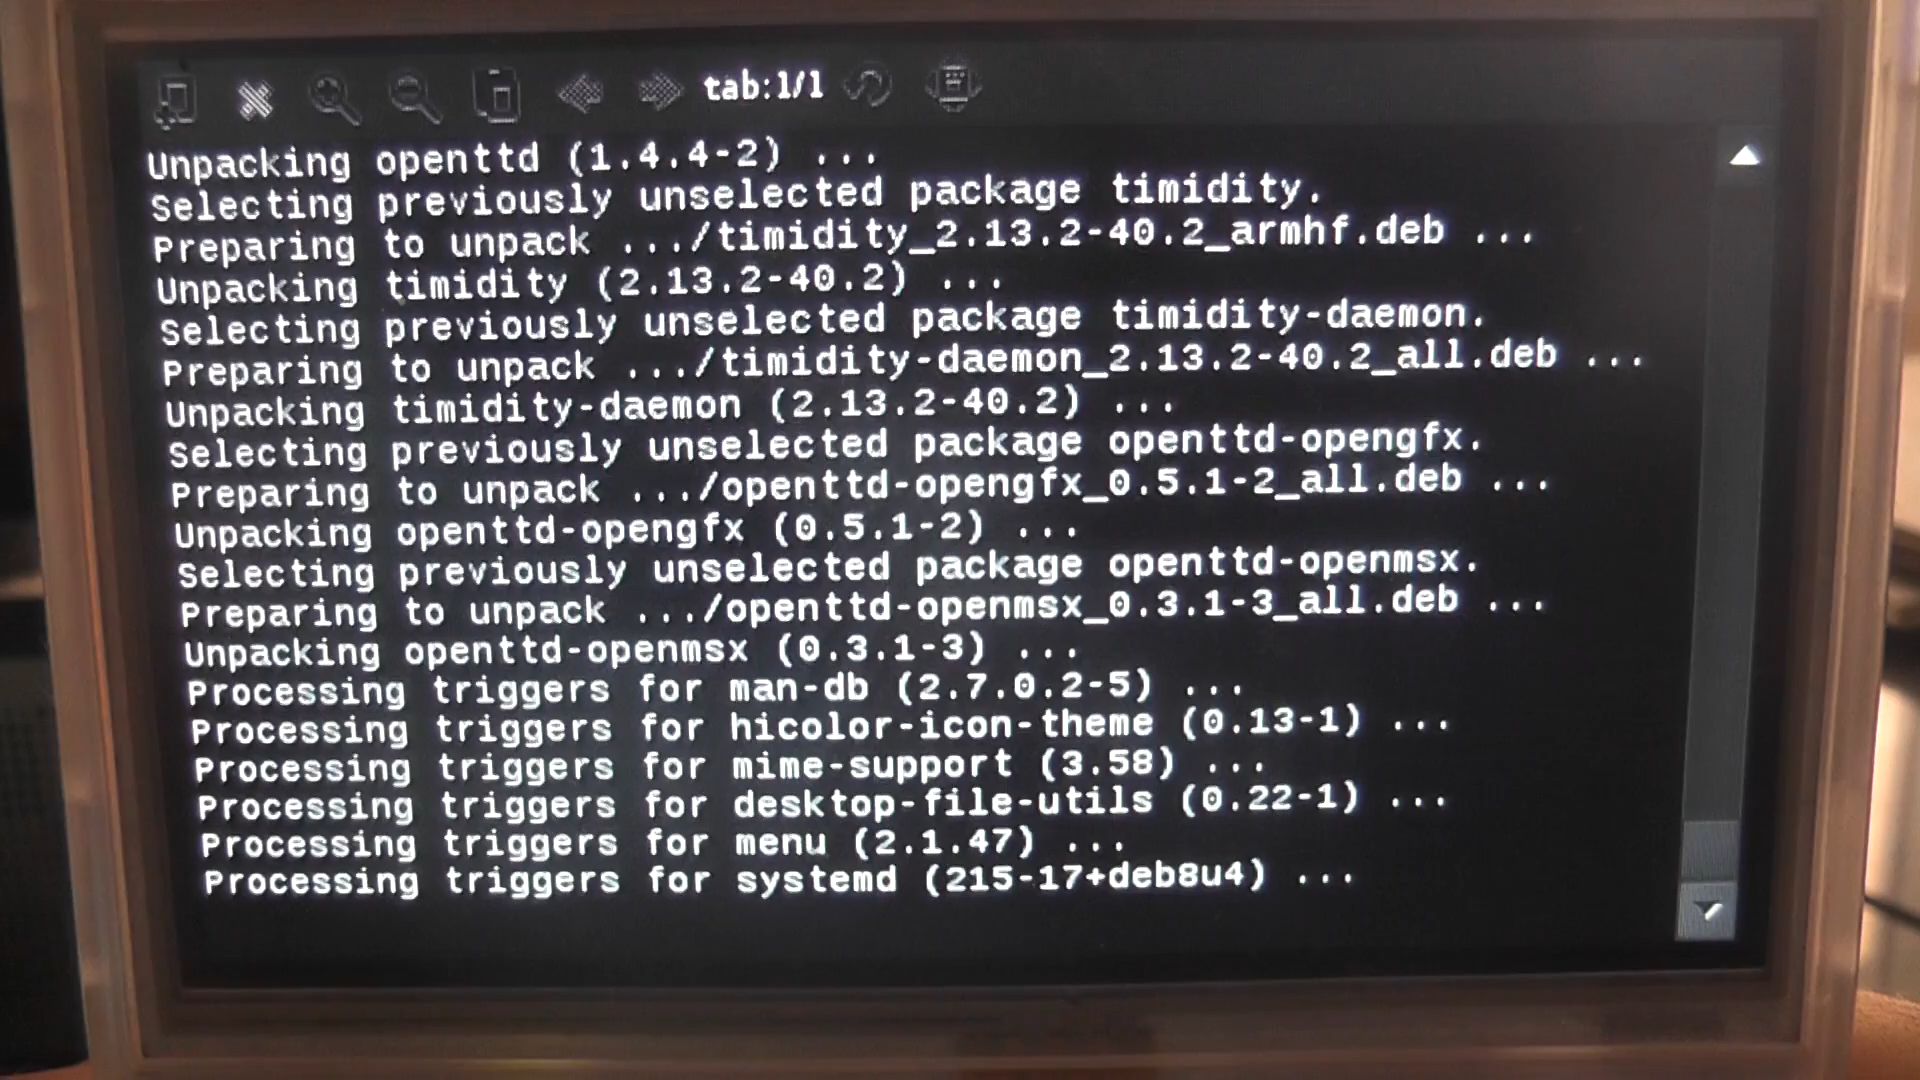 tab:1/1
Unpacking openttd (1.4.4-2) ...
Selecting previously unselected package timidity.
Preparing to unpack .../timidity_2.13.2-40.2_armhf.deb ...
Unpacking timidity (2.13.2-40.2) ...
Selecting previously unselected package timidity-daemon.
Preparing to unpack .../timidity-daemon_2.13.2-40.2_all.deb ...
Unpacking timidity-daemon (2.13.2-40.2) ...
Selecting previously unselected package openttd-opengfx.
Preparing to unpack .../openttd-opengfx_0.5.1-2_all.deb ...
Unpacking openttd-opengfx (0.5.1-2) ...
Selecting previously unselected package openttd-openmsx.
Preparing to unpack .../openttd-openmsx_0.3.1-3_all.deb ...
Unpacking openttd-openmsx (0.3.1-3) ...
Processing triggers for man-db (2.7.0.2-5) ...
Processing triggers for hicolor-icon-theme (0.13-1) ...
Processing triggers for mime-support (3.58) ...
Processing triggers for desktop-file-utils (0.22-1) ...
Processing triggers for menu (2.1.47) ...
Processing triggers for systemd (215-17+deb8u4) ...